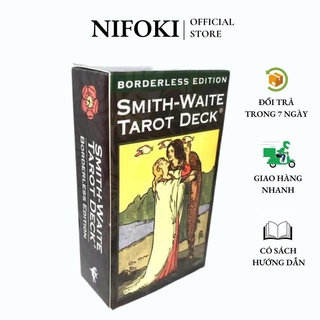 NIFOKI
OFFICIAL
STORE
BORDERLESS EDITION
SMITH-WAITE
TAROT DECK®
SMITH-WAITE
TAROT DECK®
BORDERLESS EDITION
ĐỔI TRẢ
TRONG 7 NGÀY
GIAO HÀNG
NHANH
CÓ SÁCH
HƯỚNG DẪN